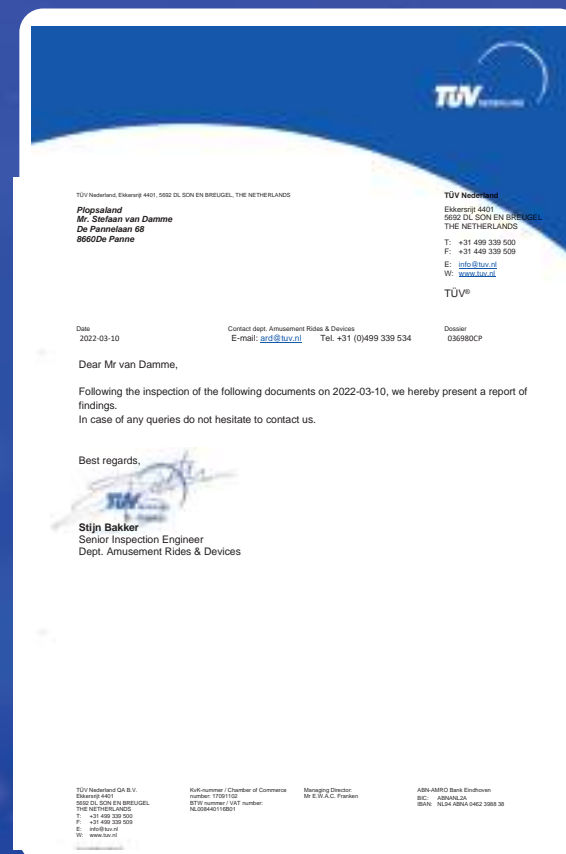 TÜV NEDERLAND
TÜV Nederland, Ekkersrijt 4401, 5692 DL SON EN BREUGEL, THE NETHERLANDS
Plopsaland
Mr. Stefaan van Damme
De Pannelaan 68
8660De Panne
TÜV Nederland
Ekkersrijt 4401
5692 DL SON EN BREUGEL
THE NETHERLANDS
T: +31 499 339 500
F: +31 449 339 509
E: info@tuv.nl
W: www.tuv.nl
TÜV®
Date Contact dept. Amusement Rides & Devices Dossier
2022-03-10 E-mail: ard@tuv.nl Tel. +31 (0)499 339 534 036980CP
Dear Mr van Damme,
Following the inspection of the following documents on 2022-03-10, we hereby present a report of
findings.
In case of any queries do not hesitate to contact us.
Best regards,
TÜV
Stijn Bakker
Senior Inspection Engineer
Dept. Amusement Rides & Devices
TÜV Nederland QA B.V.
Ekkersrijt 4401
5692 DL SON EN BREUGEL
THE NETHERLANDS
T: +31 499 339 500
F: +31 499 339 509
E: info@tuv.nl
W: www.tuv.nl
KvK-nummer / Chamber of Commerce
number: 17091102
BTW nummer / VAT number:
NL008440116B01
Managing Director:
Mr E.W.A.C. Franken
ABN-AMRO Bank Eindhoven
BIC: ABNANL2A
IBAN: NL94 ABNA 0462 3988 38